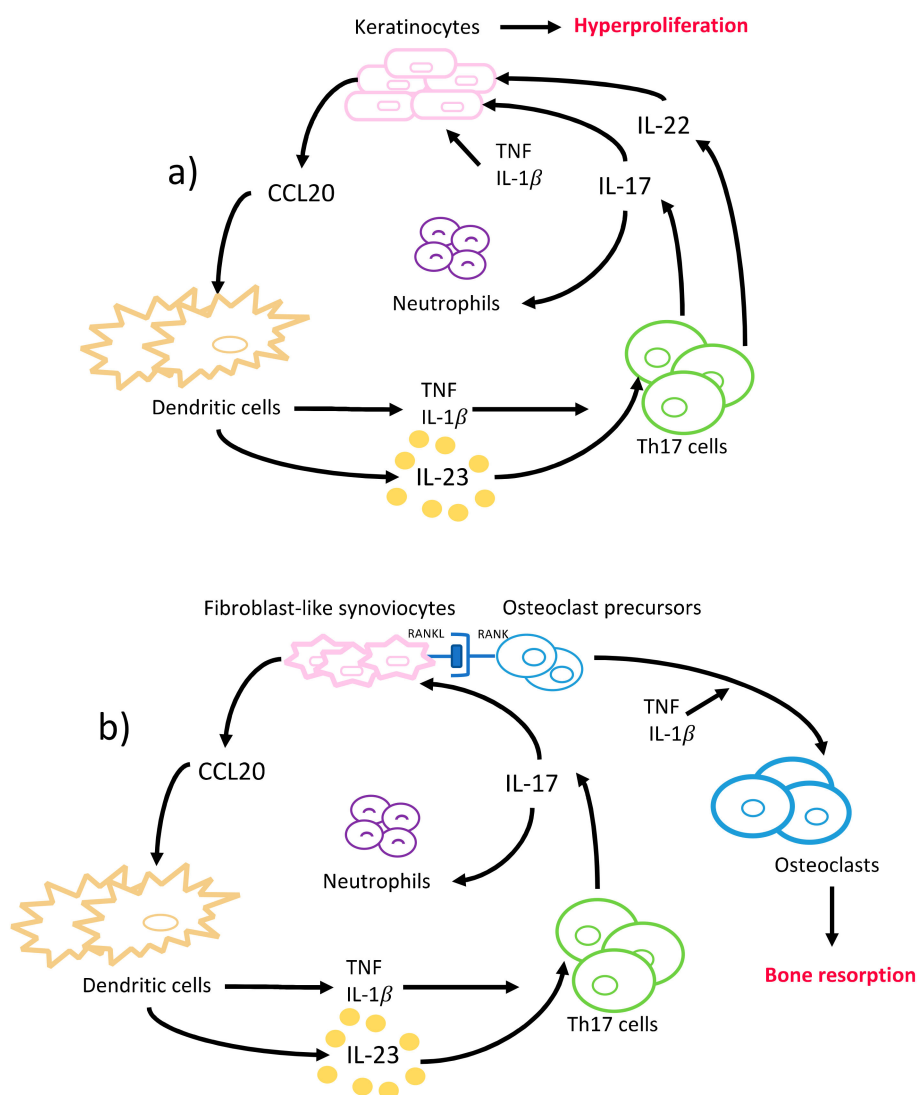 Keratinocytes
Hyperproliferation
IL-22
TNF
IL-1β
a)
CCL20
IL-17
Neutrophils
Dendritic cells
TNF
IL-1β
Th17 cells
IL-23
Fibroblast-like synoviocytes
Osteoclast precursors
RANKL
RANK
TNF
IL-1β
b)
CCL20
IL-17
Neutrophils
Osteoclasts
Dendritic cells
TNF
IL-1β
Bone resorption
Th17 cells
IL-23